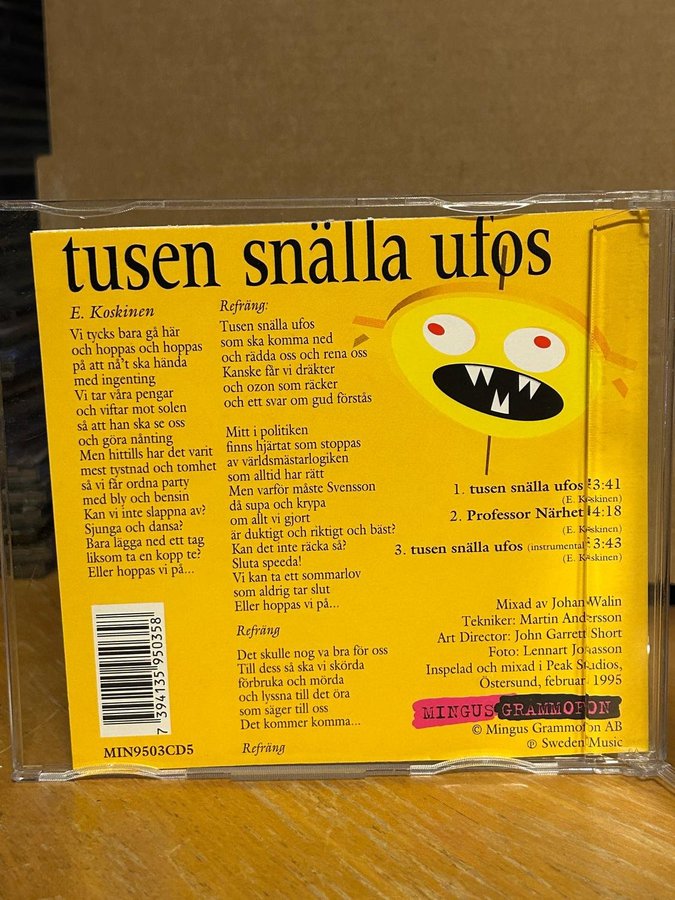 tusen snälla ufos
E. Koskinen
Vi tycks bara gå här
och hoppas och hoppas
på att nå't ska hända
med ingenting
Vi tar våra pengar
och viftar mot solen
så att han ska se oss
och göra nånting
Men hittills har det varit
mest tystnad och tomhet
så vi får ordna party
med bly och bensin
Kan vi inte slappna av?
Sjunga och dansa?
Bara lägga ned ett tag
liksom ta en kopp te?
Eller hoppas vi på...
Refräng:
Tusen snälla ufos
som ska komma ned
och rädda oss och rena oss
Kanske får vi dräkter
och ozon som räcker
och ett svar om gud förstås
Mitt i politiken
finns hjärtat som stoppas
av världsmästarlogiken
som alltid har rätt
Men varför måste Svensson
då supa och krypa
om allt vi gjort
är duktigt och riktigt och bäst?
Kan det inte räcka så?
Sluta speeda!
Vi kan ta ett sommarlov
som aldrig tar slut
Eller hoppas vi på...
Refräng
Det skulle nog va bra för oss
Till dess så ska vi skörda
förbruka och mörda
och lyssna till det öra
som säger till oss
Det kommer komma...
Refräng
1. tusen snälla ufos 3:41
(E. Koskinen)
2. Professor Närhet 4:18
(E. Koskinen)
3. tusen snälla ufos (instrumental) 3:43
(E. Koskinen)
Mixad av Johan Walin
Tekniker: Martin Andersson
Art Director: John Garrett Short
Foto: Lennart Jonasson
Inspelad och mixad i Peak Studios,
Östersund, februari 1995
MINGUS GRAMMOFON
© Mingus Grammofon AB
℗ Sweden Music
7 394135 950358
MIN9503CD5